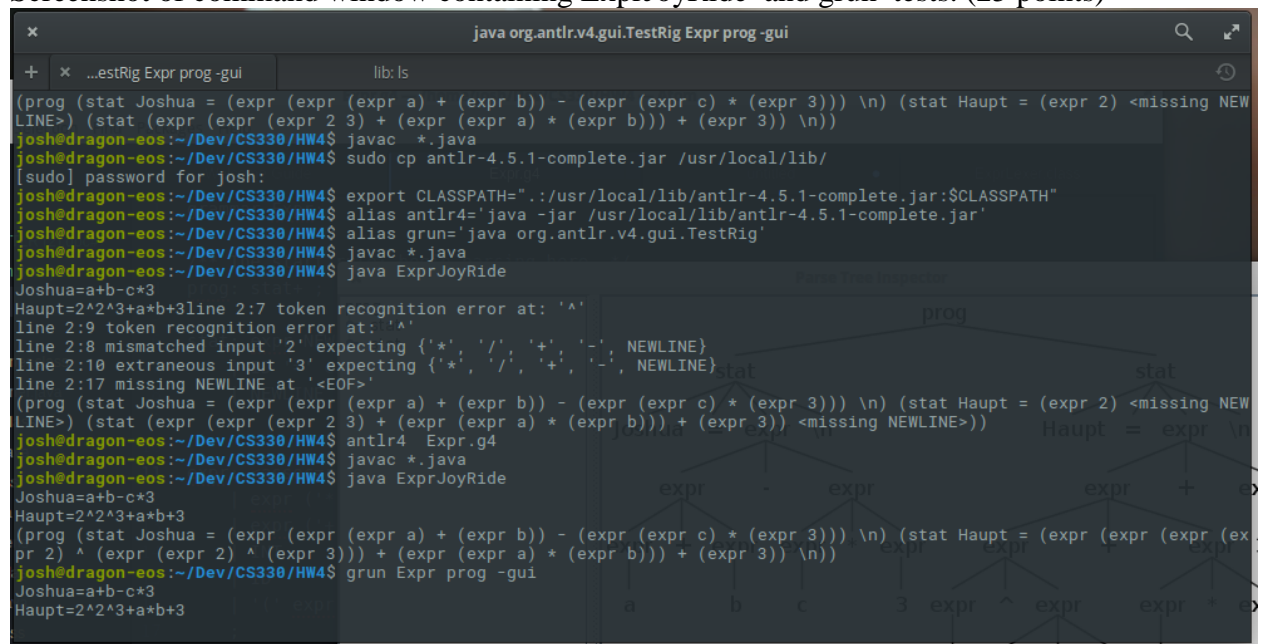 Screenshot of command window containing ExprJoyRide and grun tests. (25 points)
java org.antlr.v4.gui.TestRig Expr prog -gui
+ × ...estRig Expr prog -gui lib: ls
(prog (stat Joshua = (expr (expr (expr a) + (expr b)) - (expr (expr c) * (expr 3))) \n) (stat Haupt = (expr 2) <missing NEW
LINE>) (stat (expr (expr (expr 2 3) + (expr (expr a) * (expr b))) + (expr 3)) \n))
josh@dragon-eos:~/Dev/CS330/HW4$ javac  *.java
josh@dragon-eos:~/Dev/CS330/HW4$ sudo cp antlr-4.5.1-complete.jar /usr/local/lib/
[sudo] password for josh:
josh@dragon-eos:~/Dev/CS330/HW4$ export CLASSPATH=".:/usr/local/lib/antlr-4.5.1-complete.jar:$CLASSPATH"
josh@dragon-eos:~/Dev/CS330/HW4$ alias antlr4='java -jar /usr/local/lib/antlr-4.5.1-complete.jar'
josh@dragon-eos:~/Dev/CS330/HW4$ alias grun='java org.antlr.v4.gui.TestRig'
josh@dragon-eos:~/Dev/CS330/HW4$ javac *.java
josh@dragon-eos:~/Dev/CS330/HW4$ java ExprJoyRide
Joshua=a+b-c*3
Haupt=2^2^3+a*b+3line 2:7 token recognition error at: '^'
line 2:9 token recognition error at: '^'
line 2:8 mismatched input '2' expecting {'*', '/', '+', '-', NEWLINE}
line 2:10 extraneous input '3' expecting {'*', '/', '+', '-', NEWLINE}
line 2:17 missing NEWLINE at '<EOF>'
(prog (stat Joshua = (expr (expr (expr a) + (expr b)) - (expr (expr c) * (expr 3))) \n) (stat Haupt = (expr 2) <missing NEW
LINE>) (stat (expr (expr (expr 2 3) + (expr (expr a) * (expr b))) + (expr 3)) <missing NEWLINE>))
josh@dragon-eos:~/Dev/CS330/HW4$ antlr4  Expr.g4
josh@dragon-eos:~/Dev/CS330/HW4$ javac *.java
josh@dragon-eos:~/Dev/CS330/HW4$ java ExprJoyRide
Joshua=a+b-c*3
Haupt=2^2^3+a*b+3
(prog (stat Joshua = (expr (expr (expr a) + (expr b)) - (expr (expr c) * (expr 3))) \n) (stat Haupt = (expr (expr (expr (ex
pr 2) ^ (expr (expr 2) ^ (expr 3))) + (expr (expr a) * (expr b))) + (expr 3)) \n))
josh@dragon-eos:~/Dev/CS330/HW4$ grun Expr prog -gui
Joshua=a+b-c*3
Haupt=2^2^3+a*b+3
Parse Tree Inspector
prog
stat stat
Joshua = expr \n Haupt = expr \n
expr - expr expr +
a b c 3 expr ^ expr expr *